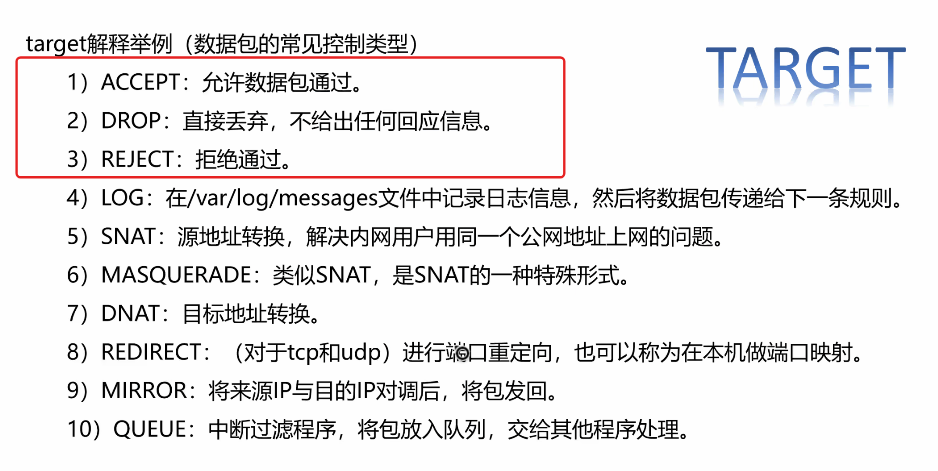 target解释举例（数据包的常见控制类型）
TARGET
1）ACCEPT：允许数据包通过。
2）DROP：直接丢弃，不给出任何回应信息。
3）REJECT：拒绝通过。
4）LOG：在/var/log/messages文件中记录日志信息，然后将数据包传递给下一条规则。
5）SNAT：源地址转换，解决内网用户用同一个公网地址上网的问题。
6）MASQUERADE：类似SNAT，是SNAT的一种特殊形式。
7）DNAT：目标地址转换。
8）REDIRECT：（对于tcp和udp）进行端口重定向，也可以称为在本机做端口映射。
9）MIRROR：将来源IP与目的IP对调后，将包发回。
10）QUEUE：中断过滤程序，将包放入队列，交给其他程序处理。